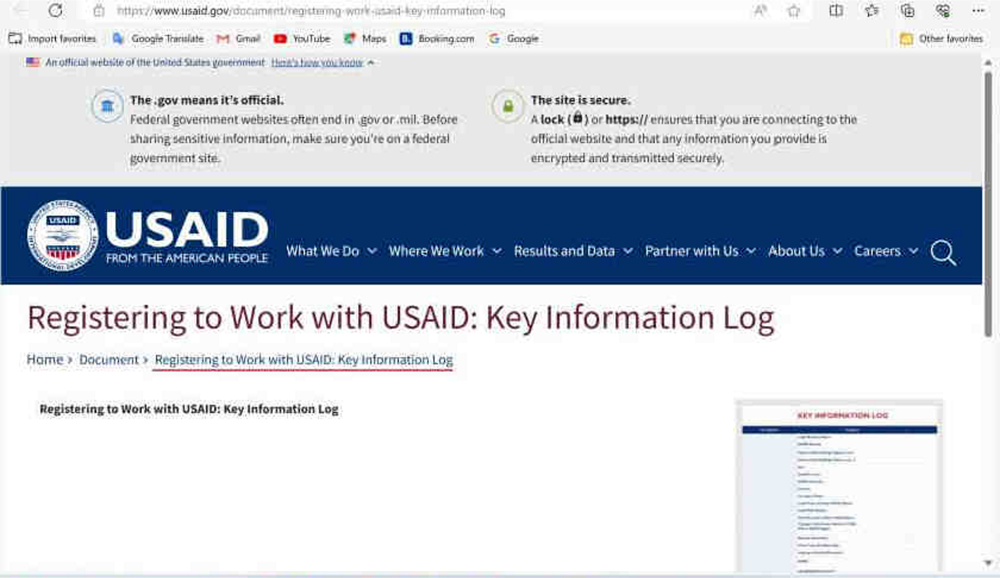 https://www.usaid.gov/document/registering-work-usaid-key-information-log
Import favorites Google Translate Gmail YouTube Maps Booking.com Google Other favorites
An official website of the United States government Here's how you know
The .gov means it's official.
Federal government websites often end in .gov or .mil. Before
sharing sensitive information, make sure you're on a federal
government site.
The site is secure.
A lock ( ) or https:// ensures that you are connecting to the
official website and that any information you provide is
encrypted and transmitted securely.
USAID
USAID
FROM THE AMERICAN PEOPLE
What We Do Where We Work Results and Data Partner with Us About Us Careers
Registering to Work with USAID: Key Information Log
Home > Document > Registering to Work with USAID: Key Information Log
Registering to Work with USAID: Key Information Log
KEY INFORMATION LOG